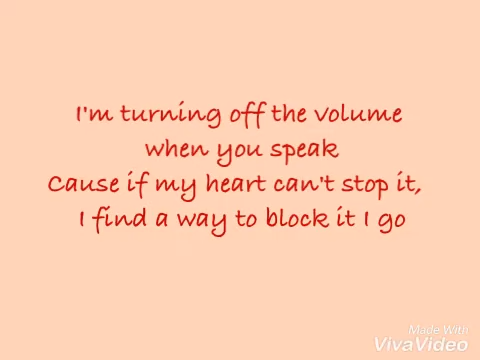 I'm turning off the volume
when you speak
Cause if my heart can't stop it,
I find a way to block it I go
Made With
VivaVideo